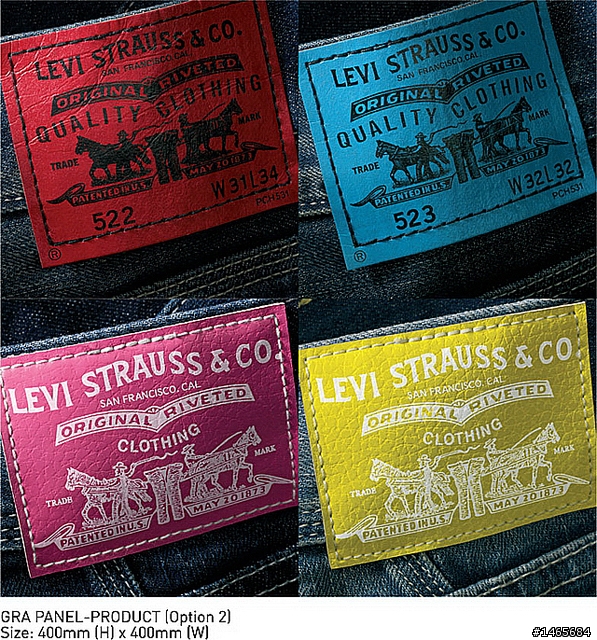 LEVI STRAUSS & CO.
SAN FRANCISCO, CAL
ORIGINAL RIVETED
QUALITY CLOTHING
TRADE MARK
PATENTED IN U.S. MAY 20 1873
W31L34
522
PCH531
®
LEVI STRAUSS & CO.
SAN FRANCISCO, CAL
ORIGINAL RIVETED
QUALITY CLOTHING
TRADE MARK
PATENTED IN U.S. MAY 20 1873
W32L32
523
PCH531
®
LEVI STRAUSS & CO.
SAN FRANCISCO, CAL
ORIGINAL RIVETED
CLOTHING
TRADE MARK
PATENTED IN U.S. MAY 20 1873
LEVI STRAUSS & CO.
SAN FRANCISCO, CAL
ORIGINAL RIVETED
CLOTHING
TRADE MARK
PATENTED IN U.S. MAY 20 1873
GRA PANEL-PRODUCT (Option 2)
Size: 400mm (H) x 400mm (W)
#1465684